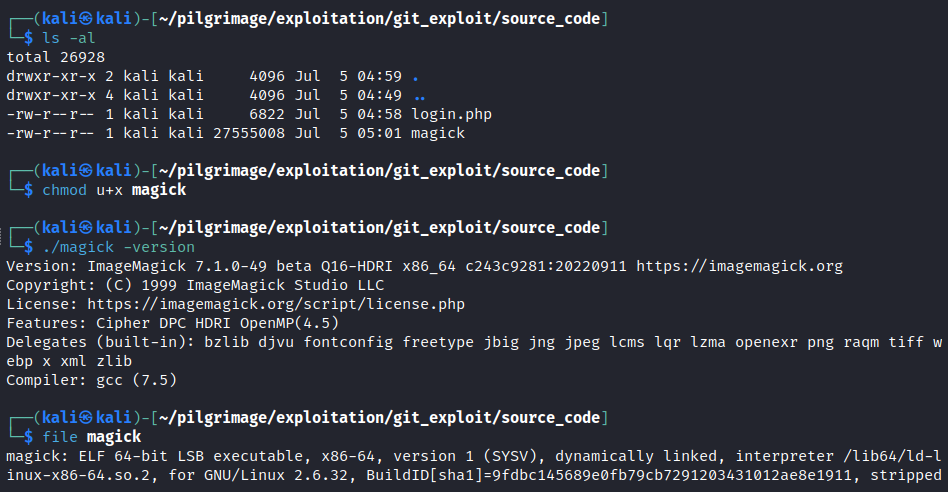 ┌──(kali㉿kali)-[~/pilgrimage/exploitation/git_exploit/source_code]
└─$ ls -al
total 26928
drwxr-xr-x 2 kali kali     4096 Jul  5 04:59 .
drwxr-xr-x 4 kali kali     4096 Jul  5 04:49 ..
-rw-r--r-- 1 kali kali     6822 Jul  5 04:58 login.php
-rw-r--r-- 1 kali kali 27555008 Jul  5 05:01 magick
┌──(kali㉿kali)-[~/pilgrimage/exploitation/git_exploit/source_code]
└─$ chmod u+x magick
┌──(kali㉿kali)-[~/pilgrimage/exploitation/git_exploit/source_code]
└─$ ./magick -version
Version: ImageMagick 7.1.0-49 beta Q16-HDRI x86_64 c243c9281:20220911 https://imagemagick.org
Copyright: (C) 1999 ImageMagick Studio LLC
License: https://imagemagick.org/script/license.php
Features: Cipher DPC HDRI OpenMP(4.5)
Delegates (built-in): bzlib djvu fontconfig freetype jbig jng jpeg lcms lqr lzma openexr png raqm tiff w
ebp x xml zlib
Compiler: gcc (7.5)
┌──(kali㉿kali)-[~/pilgrimage/exploitation/git_exploit/source_code]
└─$ file magick
magick: ELF 64-bit LSB executable, x86-64, version 1 (SYSV), dynamically linked, interpreter /lib64/ld-l
inux-x86-64.so.2, for GNU/Linux 2.6.32, BuildID[sha1]=9fdbc145689e0fb79cb7291203431012ae8e1911, stripped